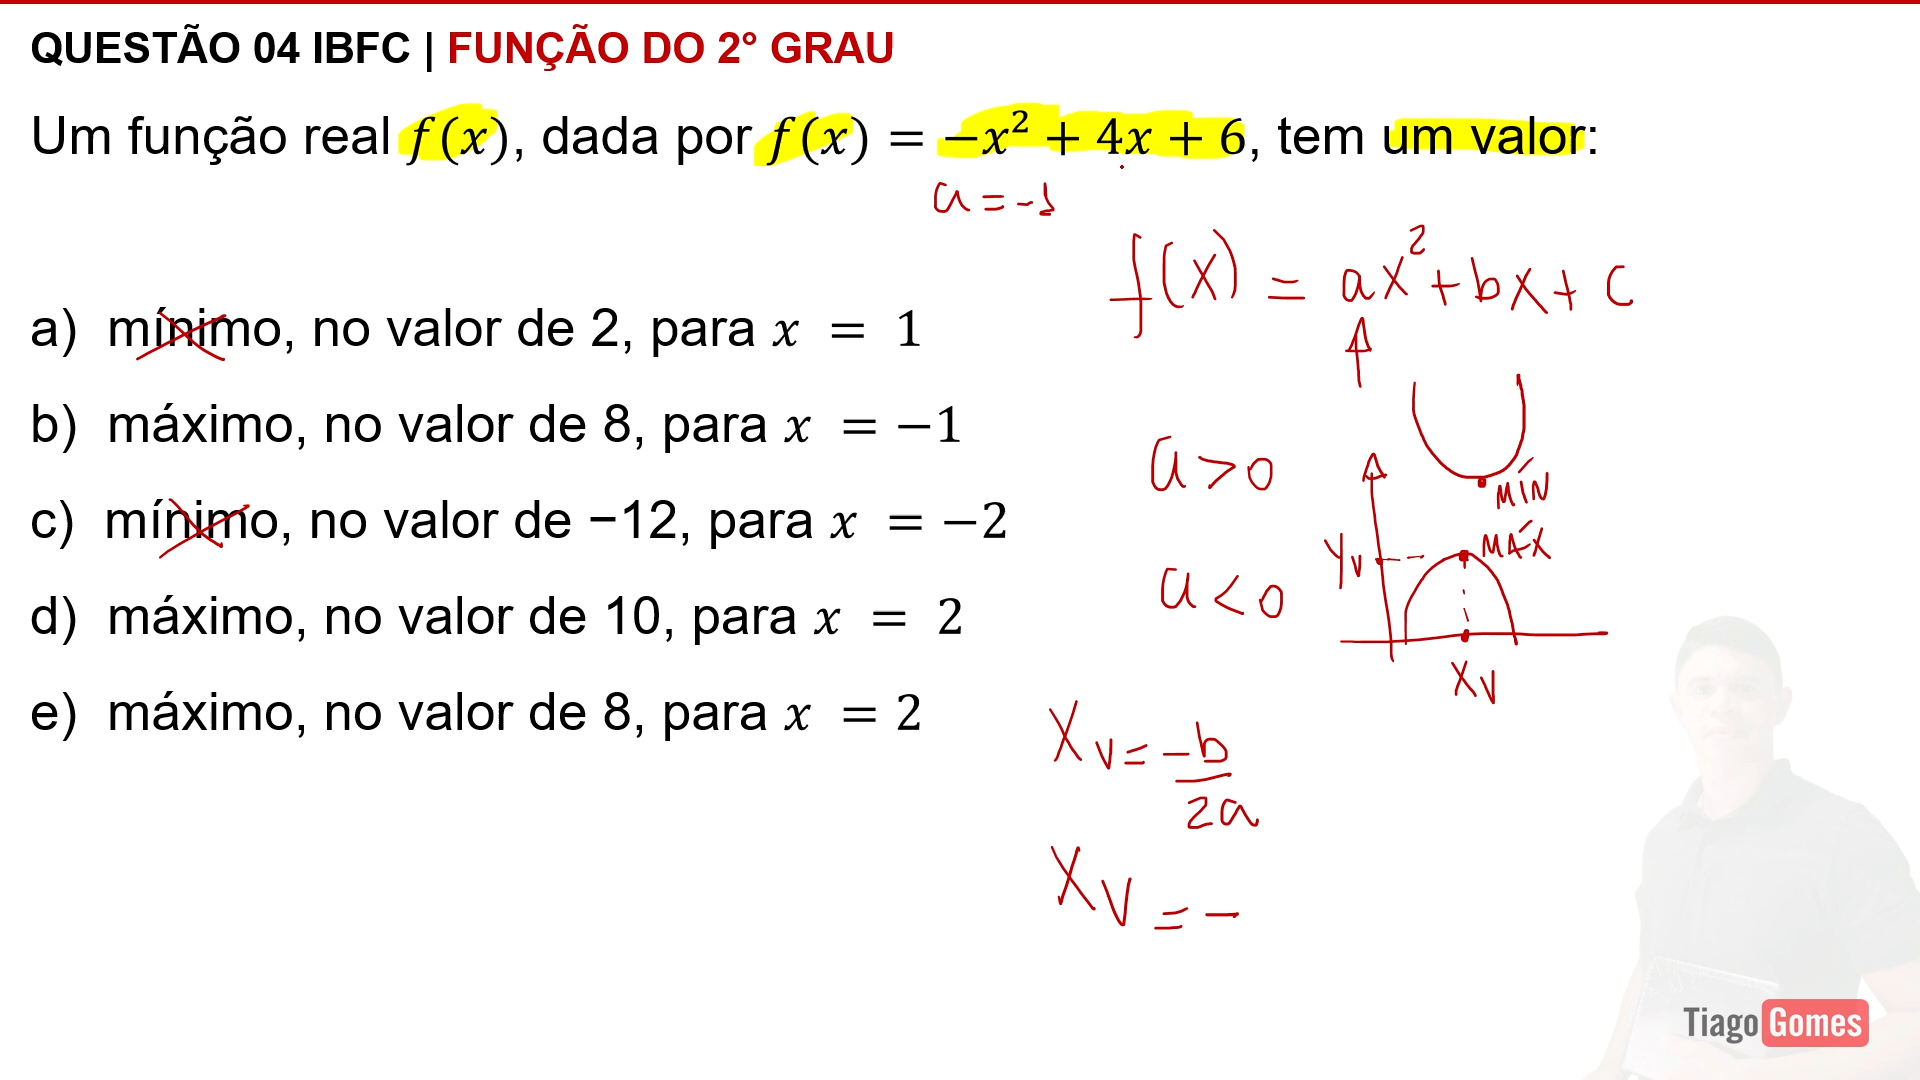 QUESTÃO 04 IBFC | FUNÇÃO DO 2° GRAU
Um função real f(x), dada por f(x) = −x² + 4x + 6, tem um valor:
a = -1
f(x) = ax² + bx + c
a) mínimo, no valor de 2, para x = 1
b) máximo, no valor de 8, para x = −1
a > 0
MÍN
c) mínimo, no valor de −12, para x = −2
MÁX
Yv
a < 0
d) máximo, no valor de 10, para x = 2
Xv
e) máximo, no valor de 8, para x = 2
Xv = -b
2a
Xv = -
Tiago Gomes